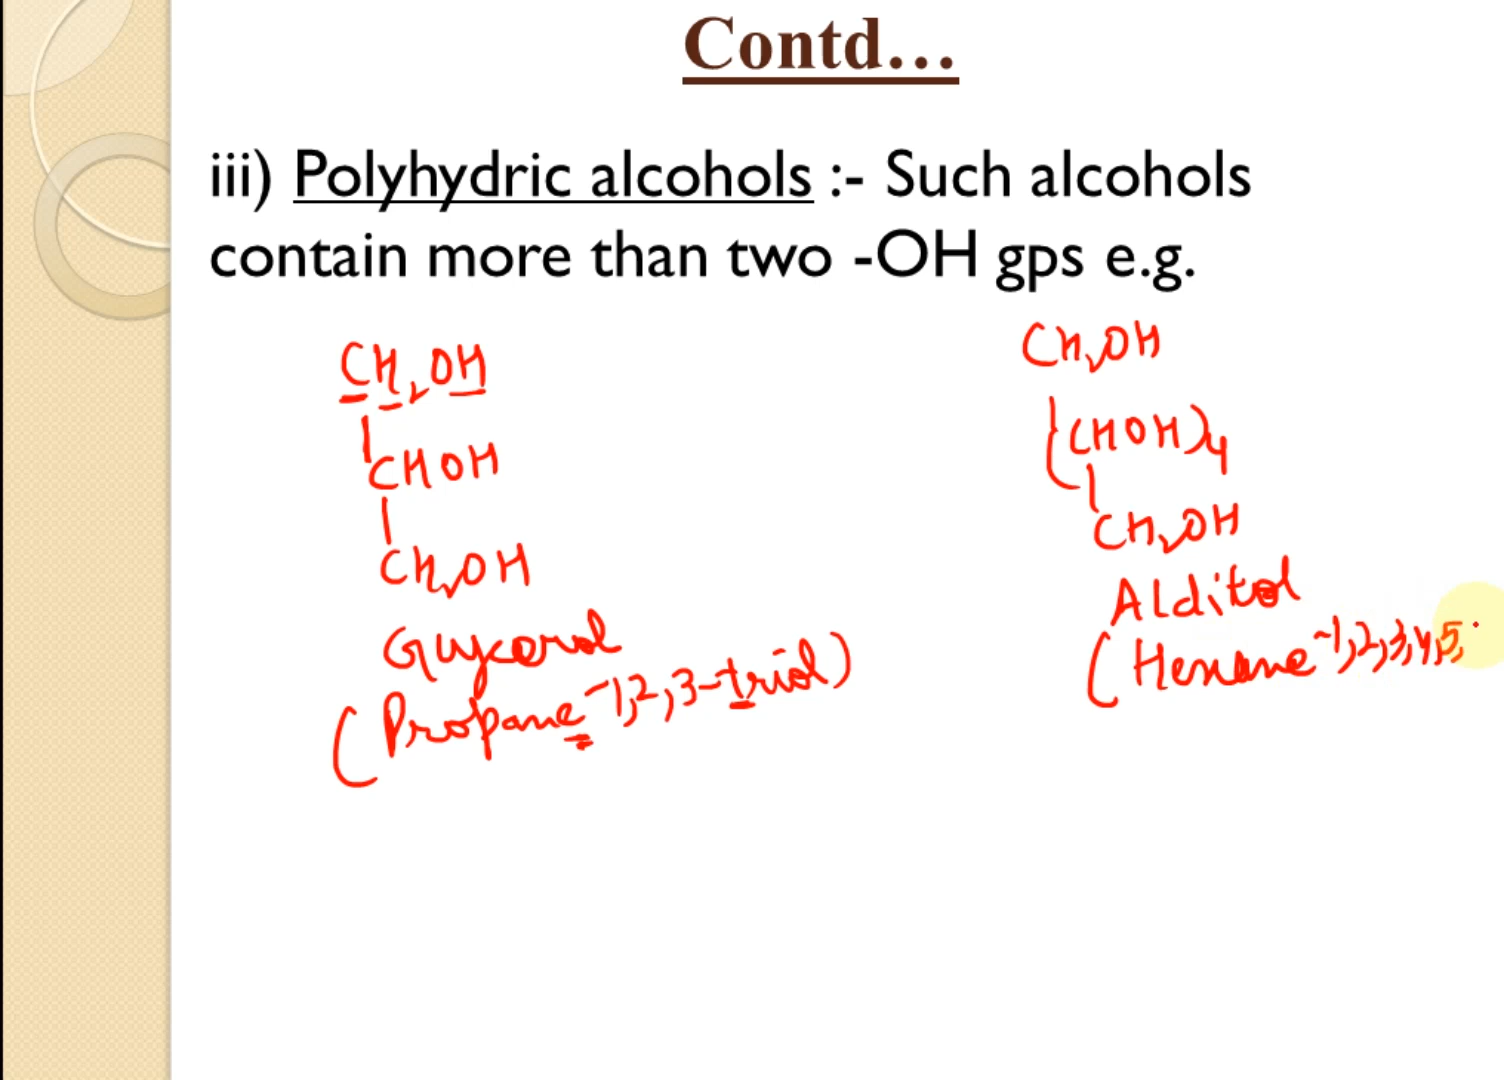 Contd...
iii) Polyhydric alcohols :- Such alcohols
contain more than two -OH gps e.g.
CH₂OH
CHOH
CH₂OH
Glycerol
(Propane-1,2,3-triol)
CH₂OH
(CHOH)₄
CH₂OH
Alditol
(Hexane-1,2,3,4,5,